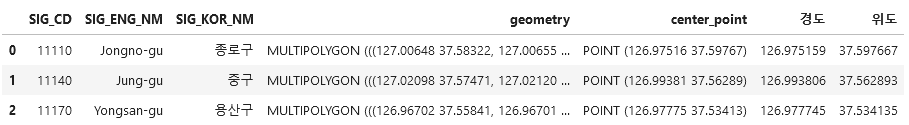 SIG_CD SIG_ENG_NM SIG_KOR_NM geometry center_point 경도 위도
0 11110 Jongno-gu 종로구 MULTIPOLYGON (((127.00648 37.58322, 127.00655 ... POINT (126.97516 37.59767) 126.975159 37.597667
1 11140 Jung-gu 중구 MULTIPOLYGON (((127.02098 37.57471, 127.02120 ... POINT (126.99381 37.56289) 126.993806 37.562893
2 11170 Yongsan-gu 용산구 MULTIPOLYGON (((126.96702 37.55841, 126.96701 ... POINT (126.97775 37.53413) 126.977745 37.534135